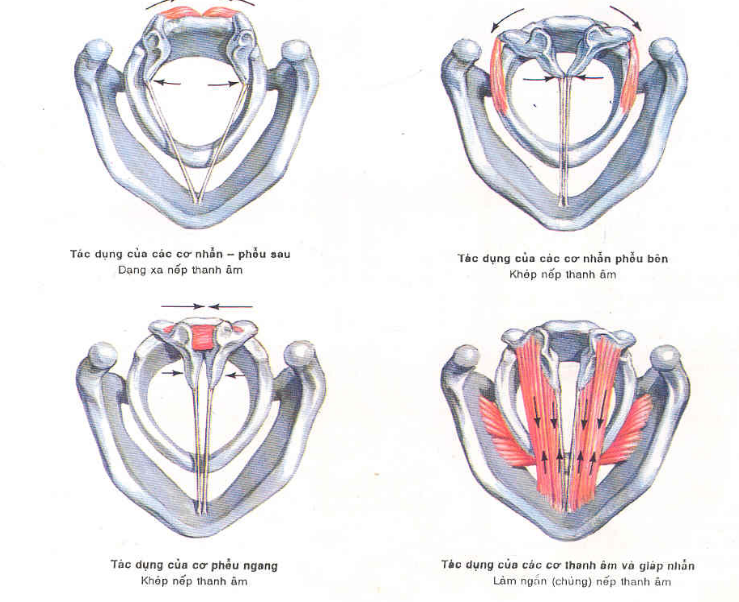 Tác dụng của các cơ nhẫn – phễu sau
Dạng xa nếp thanh âm
Tác dụng của các cơ nhẫn phễu bên
Khép nếp thanh âm
Tác dụng của cơ phễu ngang
Khép nếp thanh âm
Tác dụng của các cơ thanh âm và giáp nhẫn
Làm ngắn (chùng) nếp thanh âm